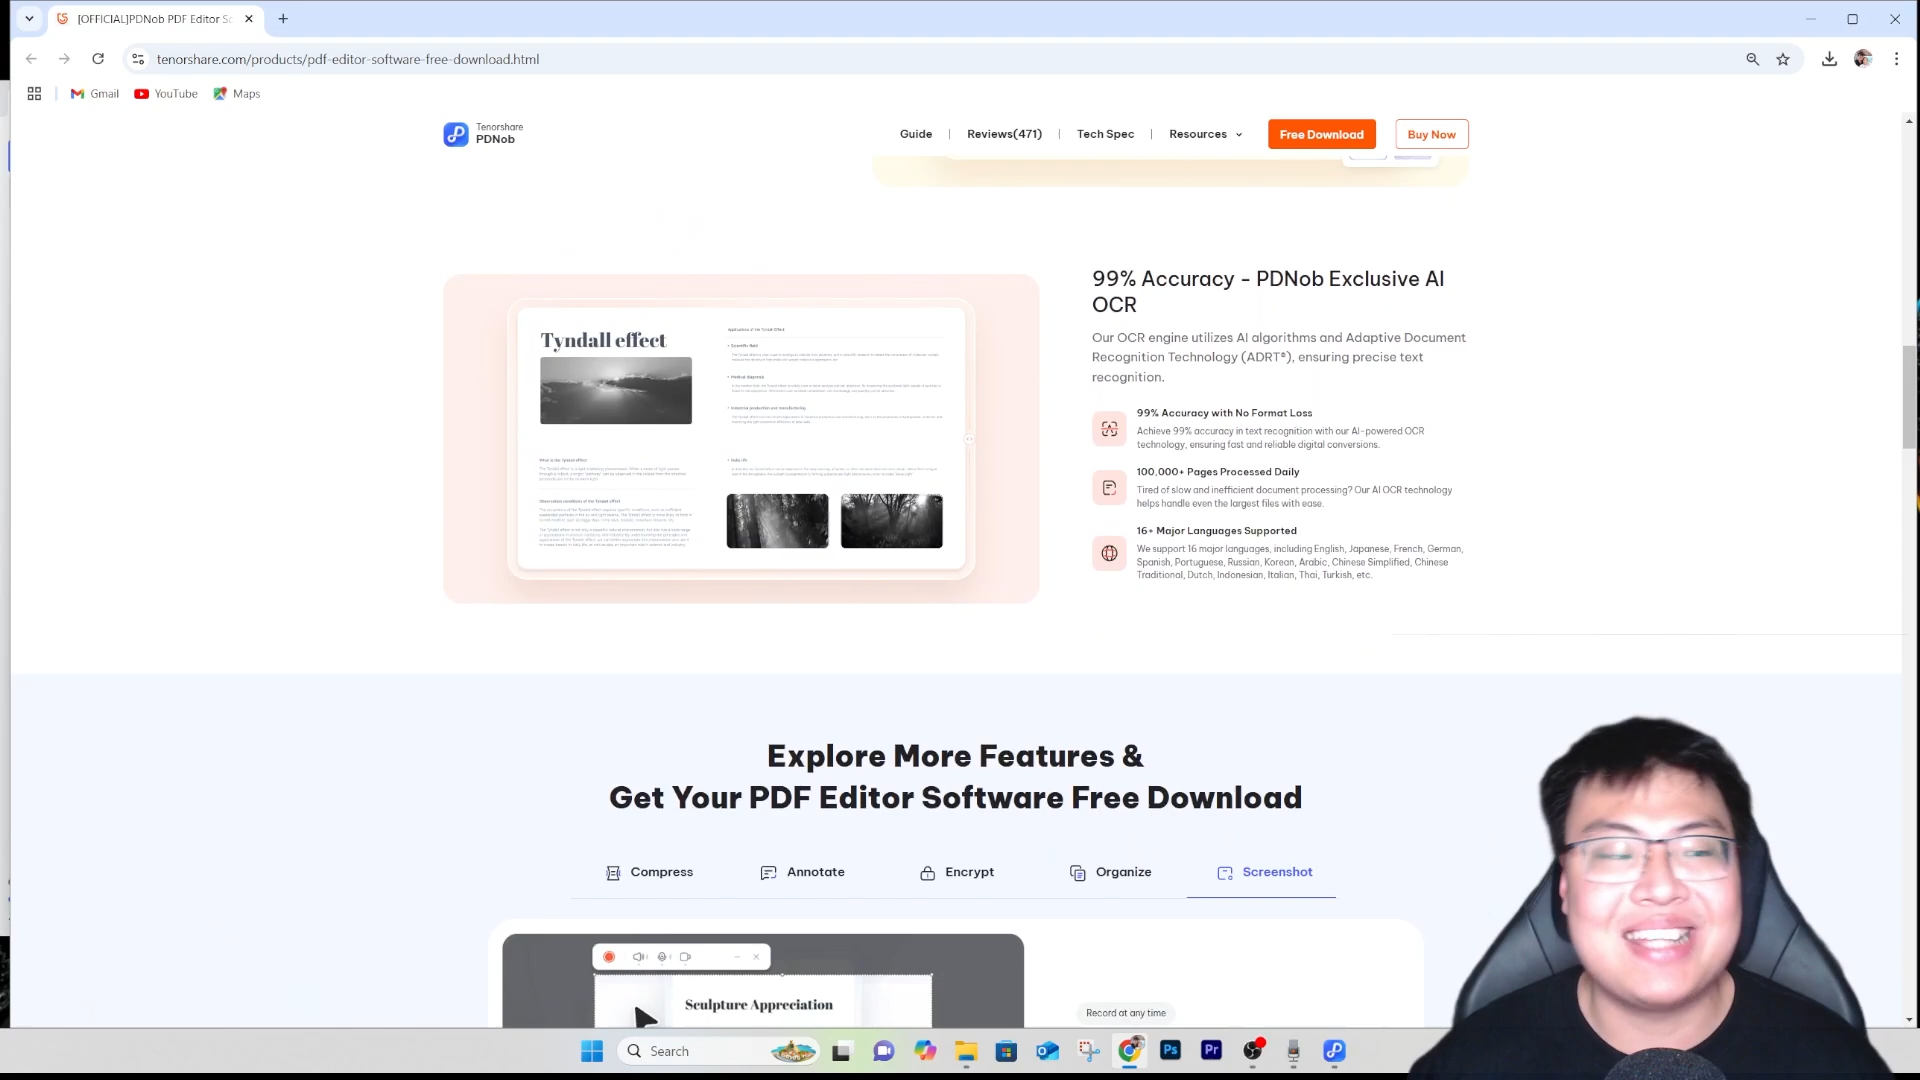 [OFFICIAL]PDNob PDF Editor So
tenorshare.com/products/pdf-editor-software-free-download.html
Gmail
YouTube
Maps
Tenorshare
PDNob
Guide
Reviews(471)
Tech Spec
Resources
Free Download
Buy Now
Tyndall effect
99% Accuracy - PDNob Exclusive AI
OCR
Our OCR engine utilizes AI algorithms and Adaptive Document
Recognition Technology (ADRT®), ensuring precise text
recognition.
99% Accuracy with No Format Loss
Achieve 99% accuracy in text recognition with our AI-powered OCR
technology, ensuring fast and reliable digital conversions.
100,000+ Pages Processed Daily
Tired of slow and inefficient document processing? Our AI OCR technology
helps handle even the largest files with ease.
16+ Major Languages Supported
We support 16 major languages, including English, Japanese, French, German,
Spanish, Portuguese, Russian, Korean, Arabic, Chinese Simplified, Chinese
Traditional, Dutch, Indonesian, Italian, Thai, Turkish, etc.
Explore More Features &
Get Your PDF Editor Software Free Download
Compress
Annotate
Encrypt
Organize
Screenshot
Sculpture Appreciation
Record at any time
Search
Ps
Pr